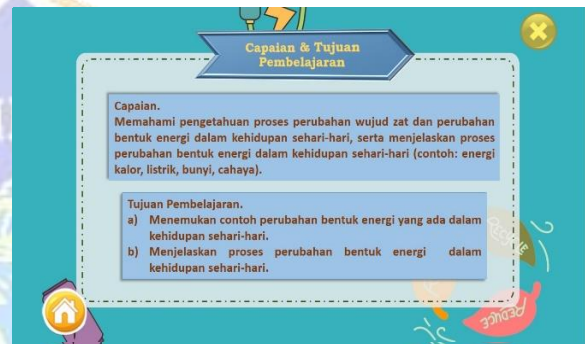 Capaian & Tujuan
Pembelajaran
Capaian.
Memahami pengetahuan proses perubahan wujud zat dan perubahan
bentuk energi dalam kehidupan sehari-hari, serta menjelaskan proses
perubahan bentuk energi dalam kehidupan sehari-hari (contoh: energi
kalor, listrik, bunyi, cahaya).
Tujuan Pembelajaran.
a) Menemukan contoh perubahan bentuk energi yang ada dalam
kehidupan sehari-hari.
b) Menjelaskan proses perubahan bentuk energi dalam
kehidupan sehari-hari.
RECYCLE
REDUCE